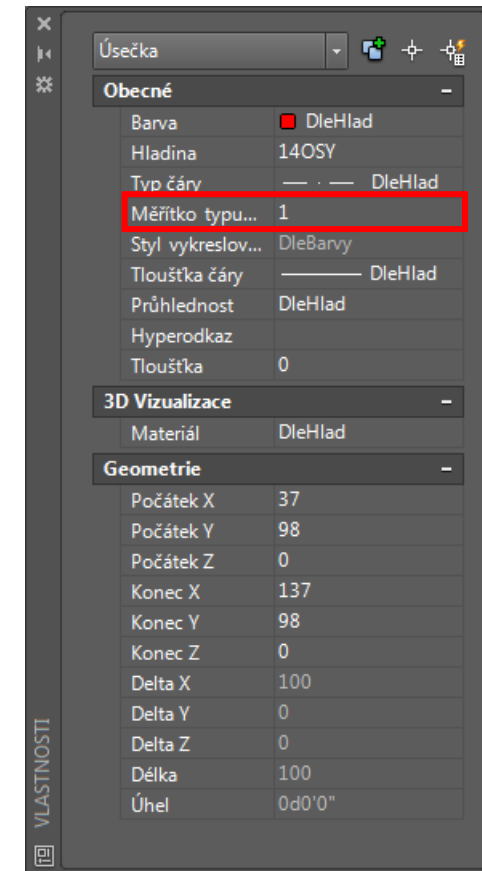 Úsečka
Obecné
Barva DleHlad
Hladina 14OSY
Typ čáry DleHlad
Měřítko typu... 1
Styl vykreslov... DleBarvy
Tloušťka čáry DleHlad
Průhlednost DleHlad
Hyperodkaz
Tloušťka 0
3D Vizualizace
Materiál DleHlad
Geometrie
Počátek X 37
Počátek Y 98
Počátek Z 0
Konec X 137
Konec Y 98
Konec Z 0
Delta X 100
Delta Y 0
Delta Z 0
Délka 100
Úhel 0d0'0"
VLASTNOSTI